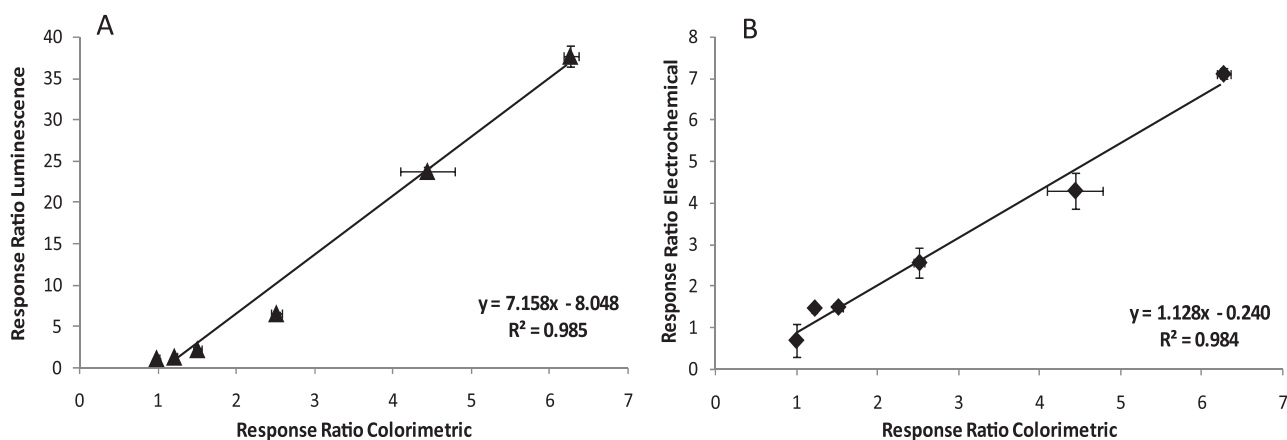 A
Response Ratio Luminescence
40
35
30
25
20
15
10
5
0
0 1 2 3 4 5 6 7
Response Ratio Colorimetric
y = 7.158x - 8.048
R² = 0.985
B
Response Ratio Electrochemical
8
7
6
5
4
3
2
1
0
0 1 2 3 4 5 6 7
Response Ratio Colorimetric
y = 1.128x - 0.240
R² = 0.984